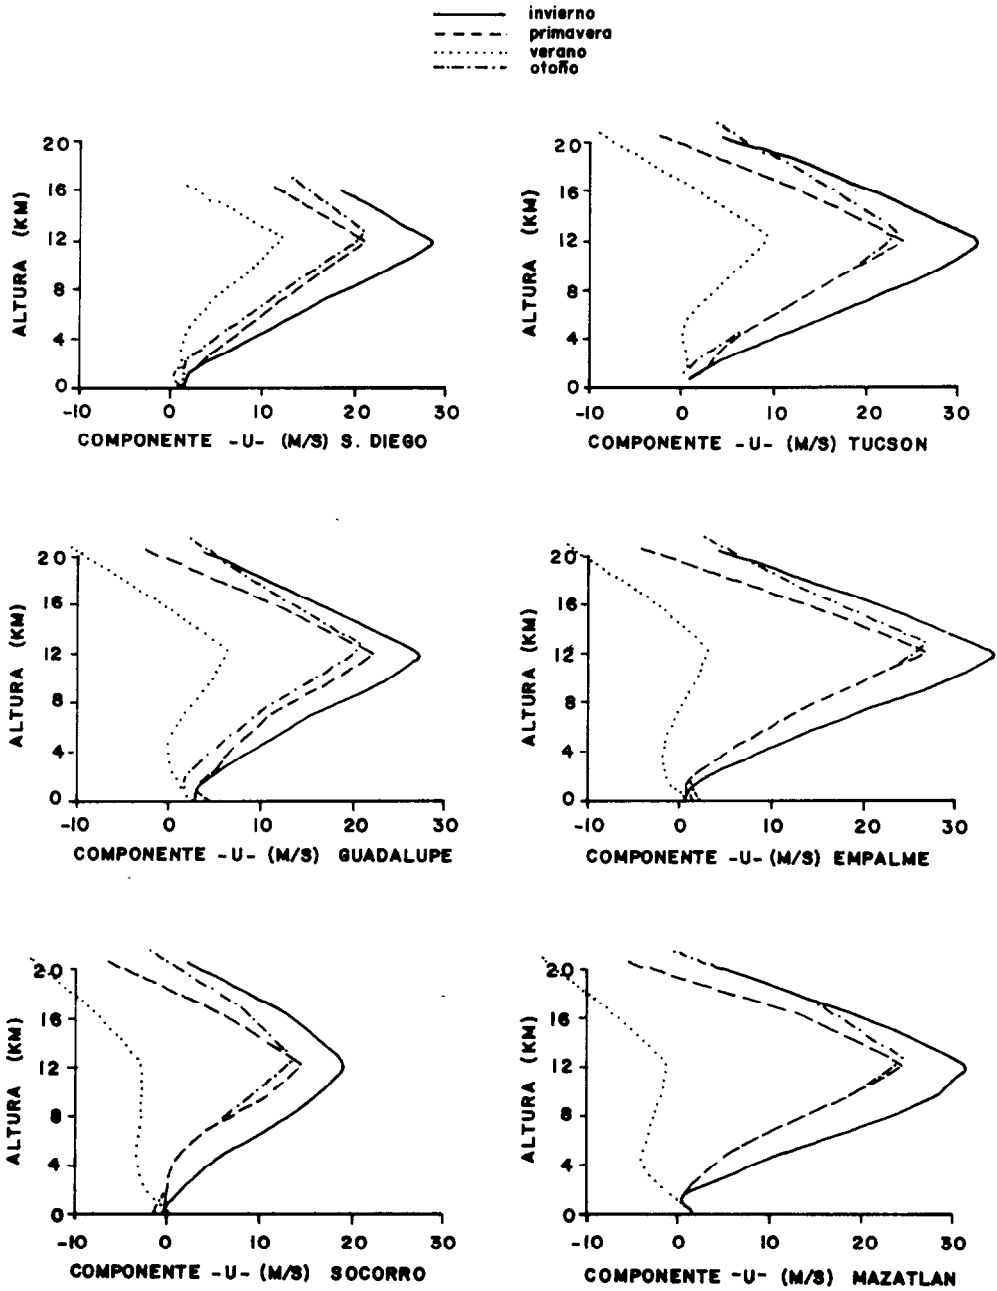 invierno
primavera
verano
otoño
ALTURA (KM)
20
16
12
8
4
0
-10 0 10 20 30
COMPONENTE -U- (M/S) S. DIEGO
ALTURA (KM)
20
16
12
8
4
0
-10 0 10 20 30
COMPONENTE -U- (M/S) TUCSON
ALTURA (KM)
20
16
12
8
4
0
-10 0 10 20 30
COMPONENTE -U- (M/S) GUADALUPE
ALTURA (KM)
20
16
12
8
4
0
-10 0 10 20 30
COMPONENTE -U- (M/S) EMPALME
ALTURA (KM)
20
16
12
8
4
0
-10 0 10 20 30
COMPONENTE -U- (M/S) SOCORRO
ALTURA (KM)
20
16
12
8
4
0
-10 0 10 20 30
COMPONENTE -U- (M/S) MAZATLAN